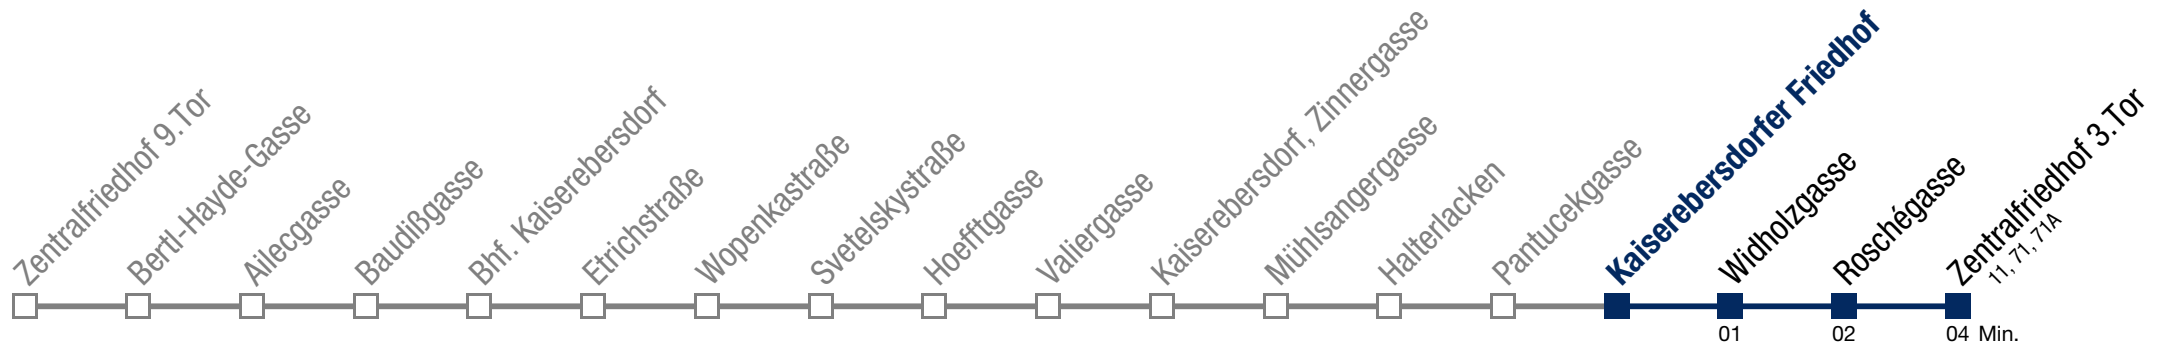 Zentralfriedhof 9.Tor
Bertl-Hayde-Gasse
Ailecgasse
Baudißgasse
Bhf. Kaiserebersdorf
Etrichstraße
Wopenkastraße
Svetelskystraße
Hoefftgasse
Valiergasse
Kaiserebersdorf, Zinnergasse
Mühlsangergasse
Halterlacken
Pantucekgasse
Kaiserebersdorfer Friedhof
Widholzgasse
Roschégasse
Zentralfriedhof 3.Tor
11, 71, 71A
01 02 04 Min.